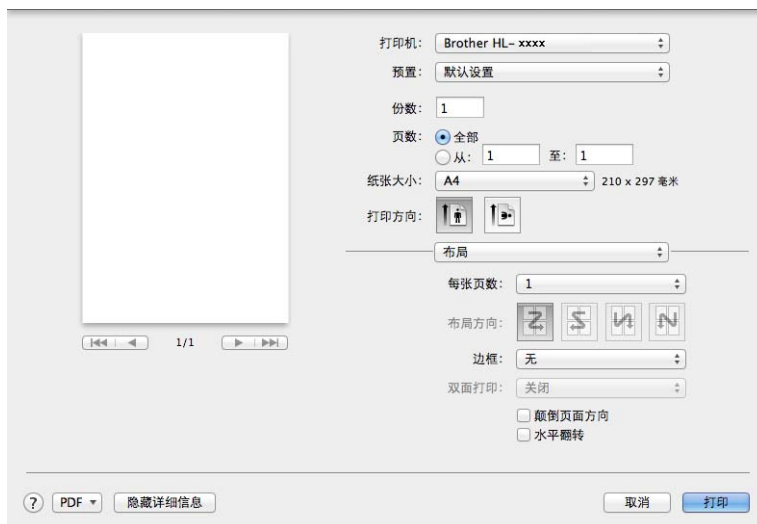 打印机: Brother HL- xxxx
预置: 默认设置
份数: 1
页数: 全部
从: 1 至: 1
纸张大小: A4 210 x 297 毫米
打印方向:
布局
每张页数: 1
布局方向:
边框: 无
双面打印: 关闭
颠倒页面方向
水平翻转
1/1
? PDF 隐藏详细信息 取消 打印